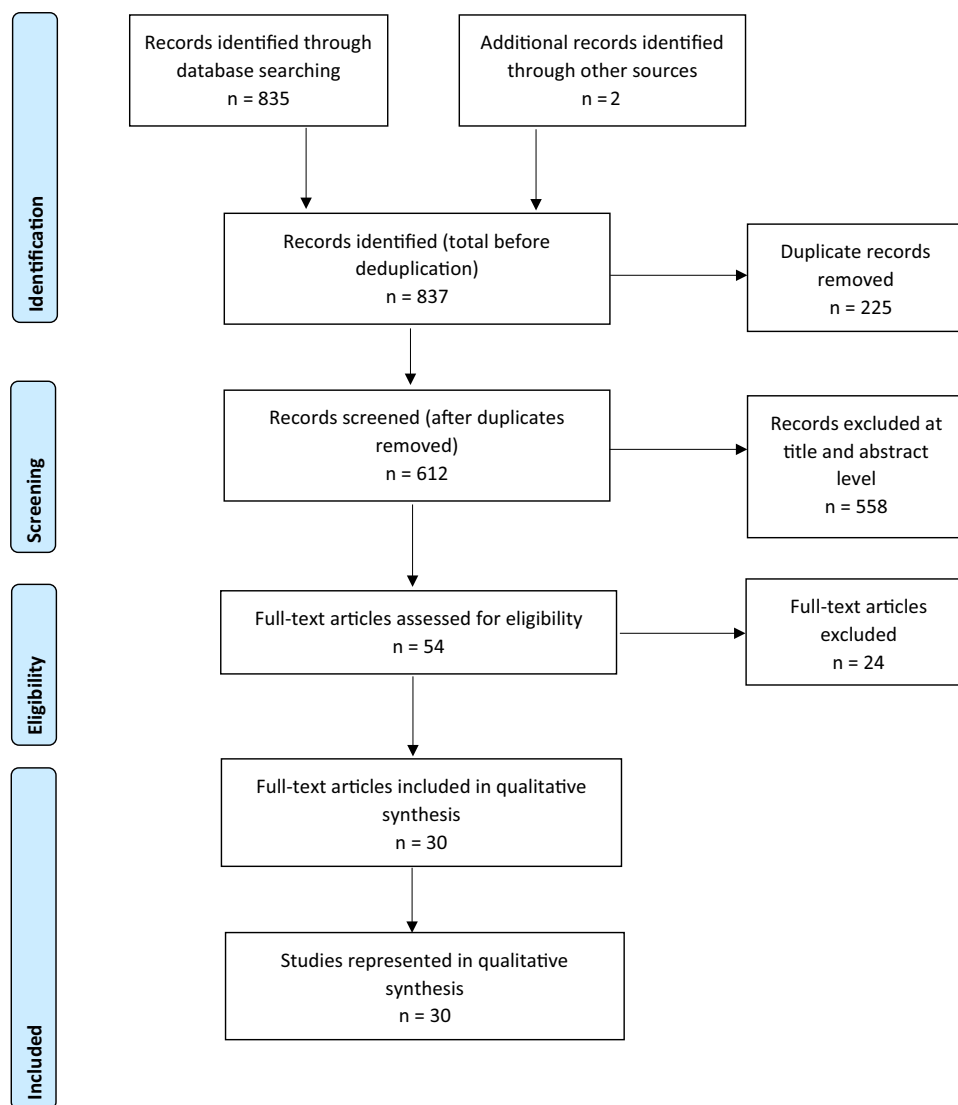 Records identified through
database searching
n = 835
Additional records identified
through other sources
n = 2
Identification
Records identified (total before
deduplication)
n = 837
Duplicate records
removed
n = 225
Screening
Records screened (after duplicates
removed)
n = 612
Records excluded at
title and abstract
level
n = 558
Eligibility
Full-text articles assessed for eligibility
n = 54
Full-text articles
excluded
n = 24
Included
Full-text articles included in qualitative
synthesis
n = 30
Studies represented in qualitative
synthesis
n = 30